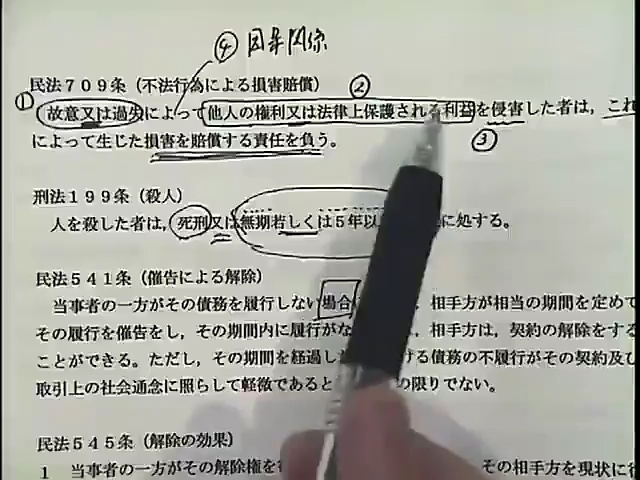 ④ 因果関係
民法709条（不法行為による損害賠償）
② 
① 故意又は過失によって他人の権利又は法律上保護される利益を侵害した者は，これ
③
によって生じた損害を賠償する責任を負う。
刑法199条（殺人）
人を殺した者は，死刑又は無期若しくは5年以に処する。
民法541条（催告による解除）
当事者の一方がその債務を履行しない場合 相手方が相当の期間を定めて
その履行を催告をし，その期間内に履行がな 相手方は，契約の解除をする
ことができる。ただし，その期間を経過し ける債務の不履行がその契約及び
取引上の社会通念に照らして軽微であると の限りでない。
民法545条（解除の効果）
1 当事者の一方がその解除権を その相手方を現状に